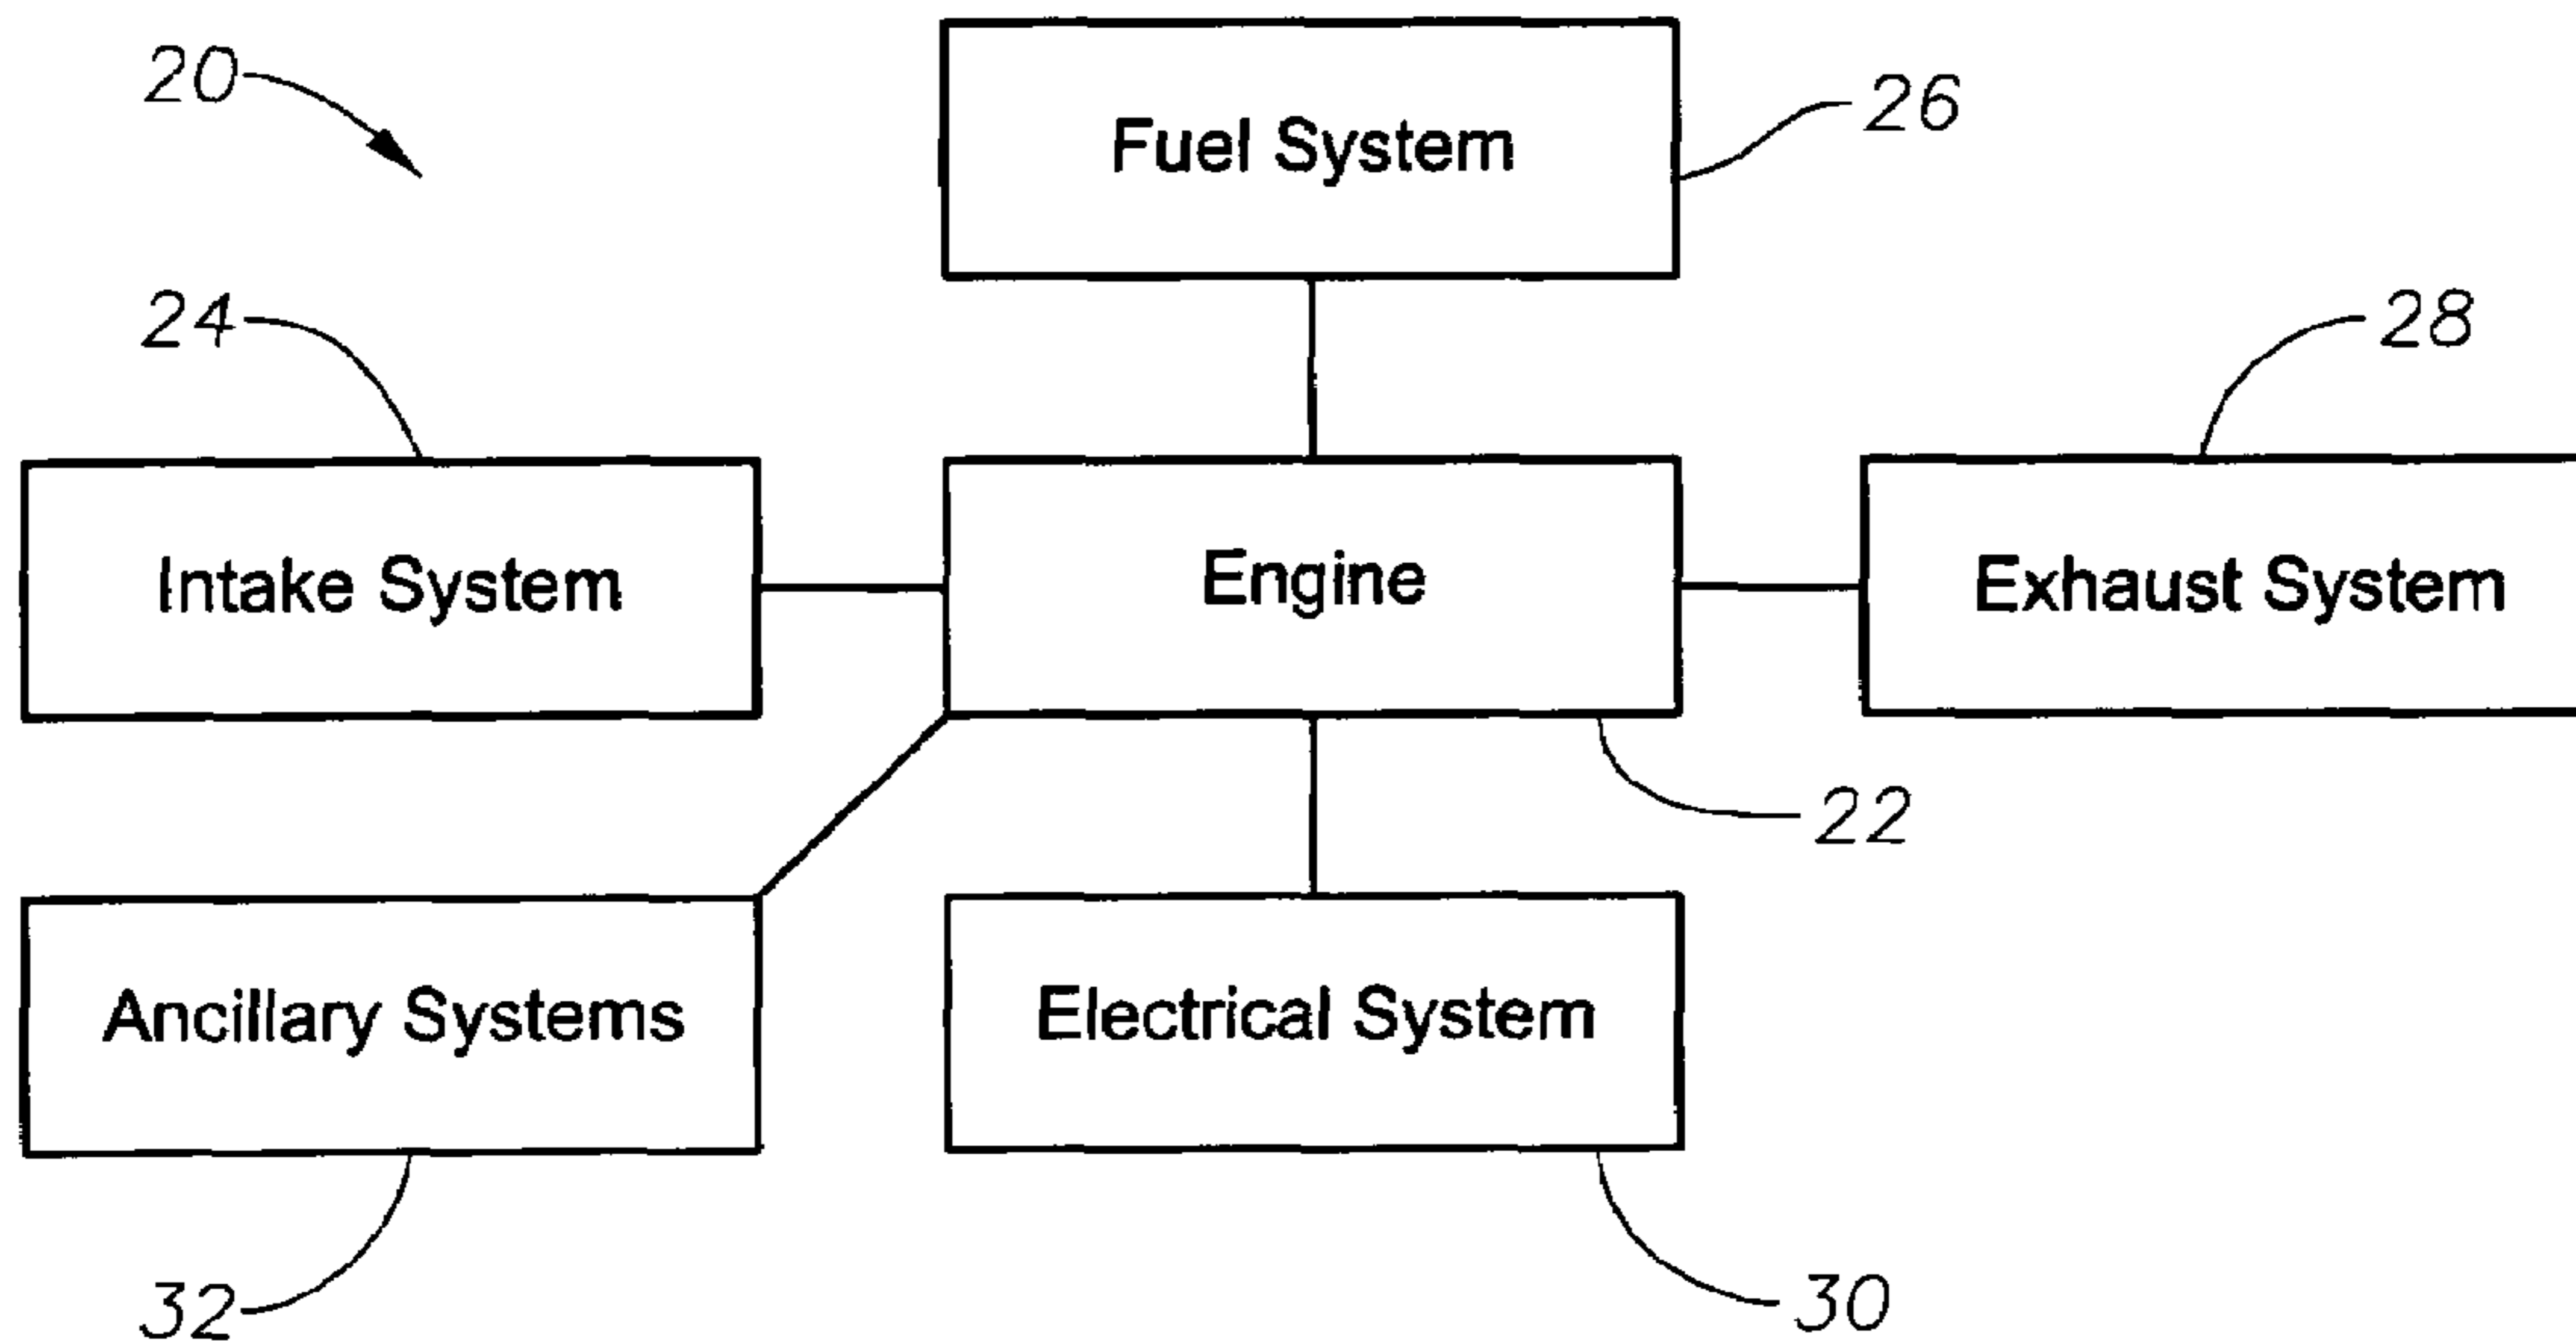 20
Fuel System
26
24
28
Intake System
Engine
Exhaust System
22
Ancillary Systems
Electrical System
32
30